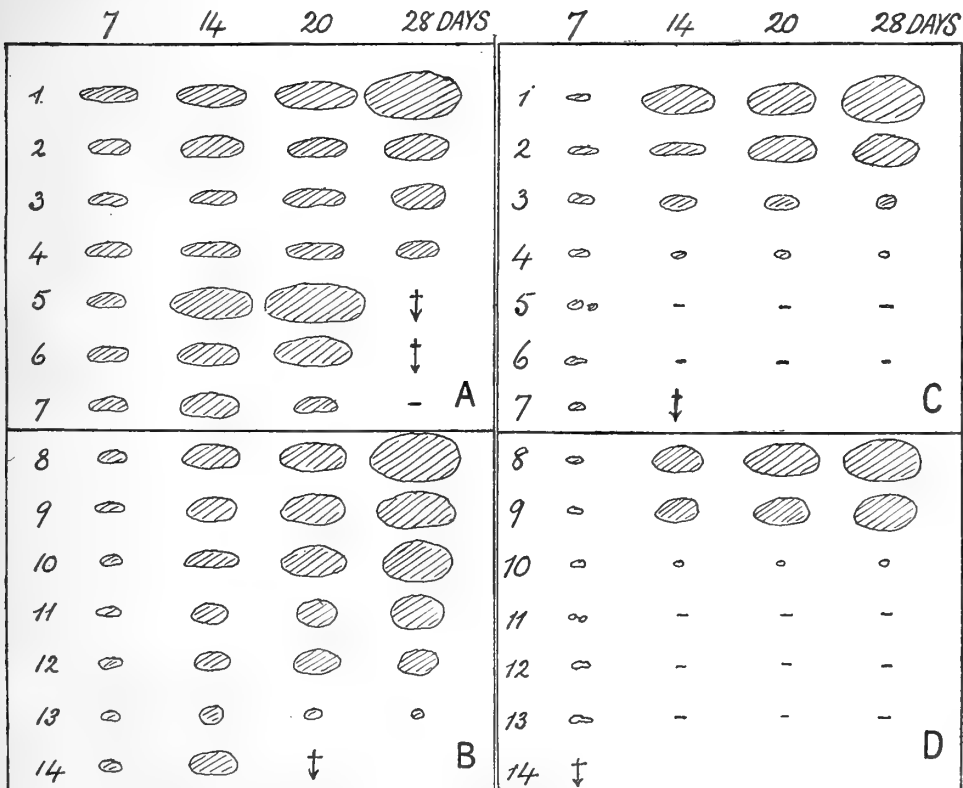 7 14 20 28 DAYS 7 14 20 28 DAYS
1.
2
3
4
5 †
6 †
7 - A
8
9
10
11
12
13
14 † B
1
2
3
4
5 - - -
6 - - -
7 † C
8
9
10
11 - - -
12 - - -
13 - - -
14 † D